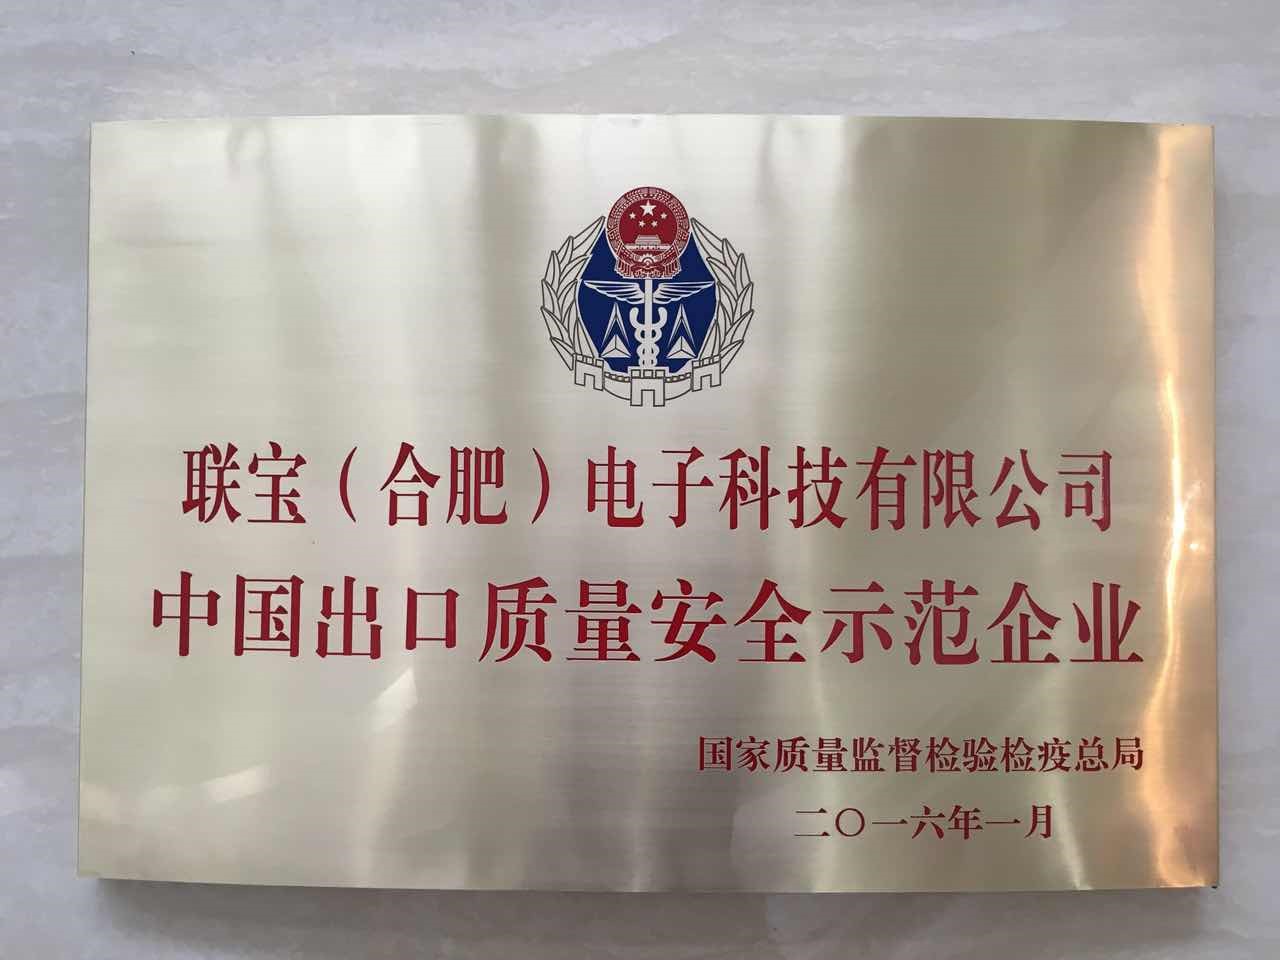 联宝（合肥）电子科技有限公司
中国出口质量安全示范企业
国家质量监督检验检疫总局
二〇一六年一月